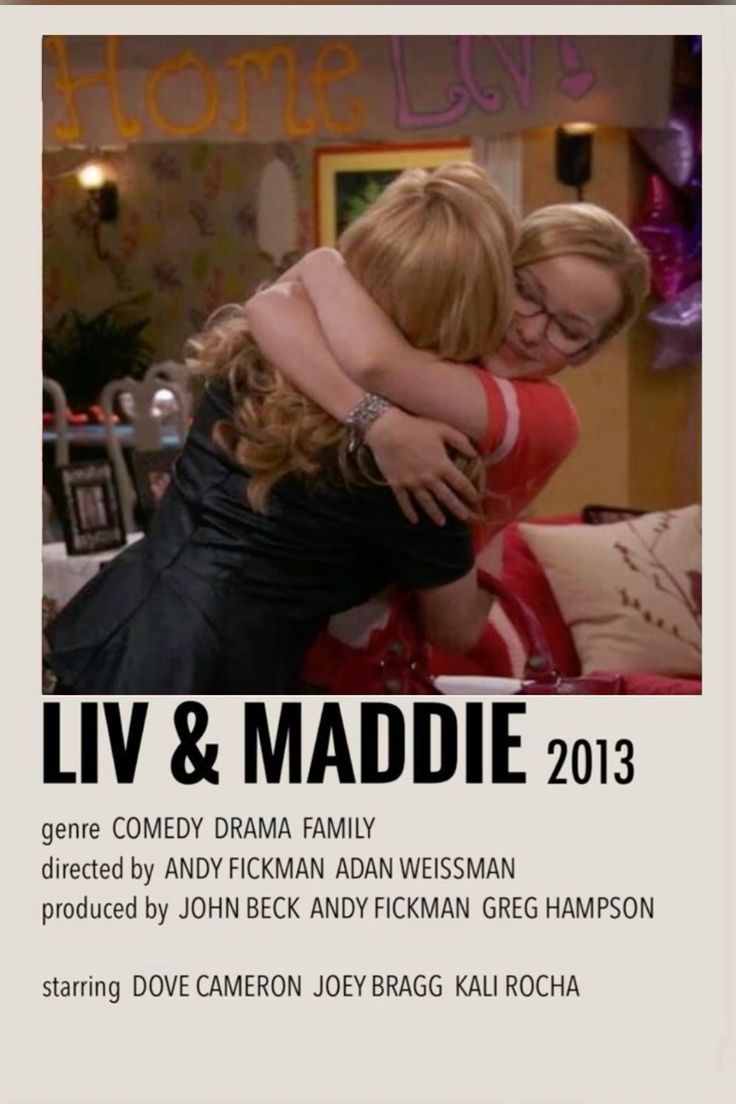 Home LIV!
LIV & MADDIE 2013
genre COMEDY DRAMA FAMILY
directed by ANDY FICKMAN ADAN WEISSMAN
produced by JOHN BECK ANDY FICKMAN GREG HAMPSON
starring DOVE CAMERON JOEY BRAGG KALI ROCHA